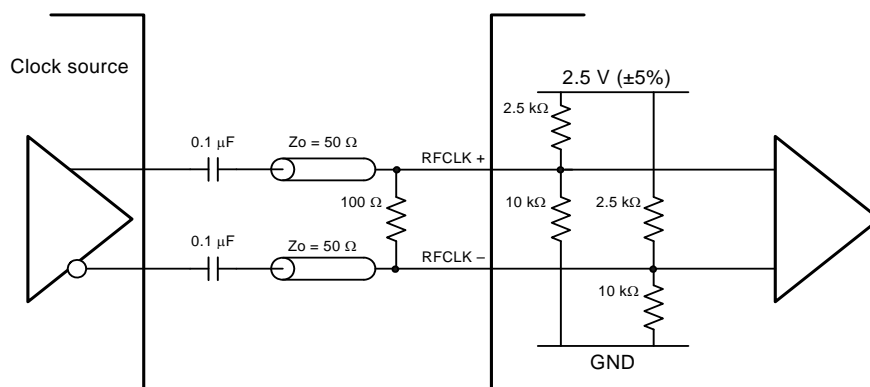 Clock source
2.5 V (±5%)
2.5 kΩ
0.1 μF
Zo = 50 Ω
RFCLK +
100 Ω
10 kΩ
2.5 kΩ
0.1 μF
Zo = 50 Ω
RFCLK –
10 kΩ
GND